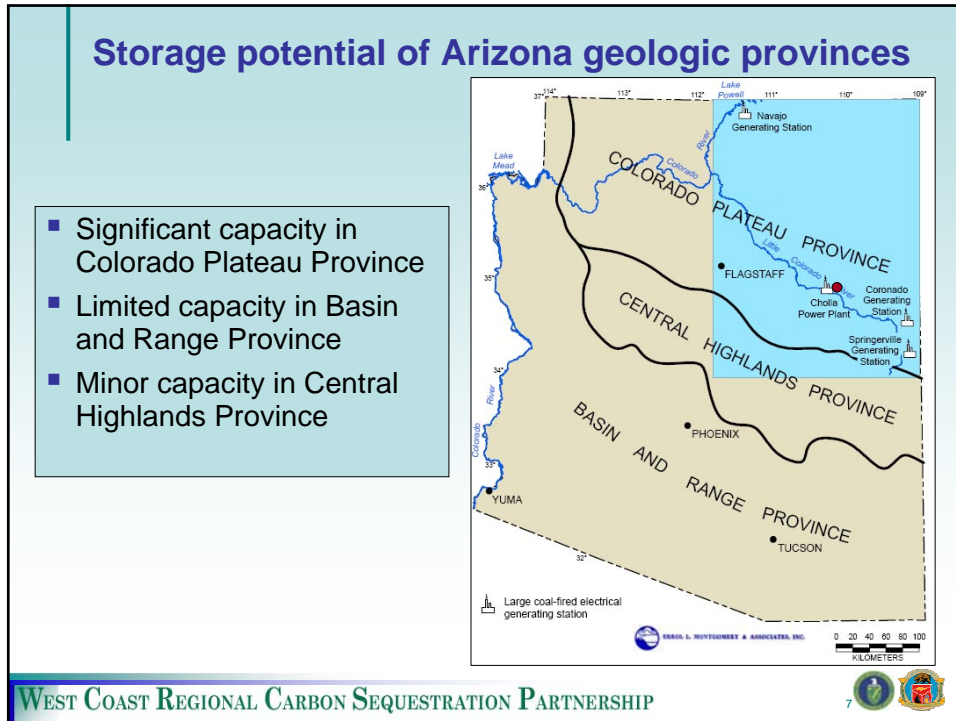 Storage potential of Arizona geologic provinces
Significant capacity in
Colorado Plateau Province
Limited capacity in Basin
and Range Province
Minor capacity in Central
Highlands Province
114°
113°
112°
111°
110°
109°
37°
36°
35°
34°
33°
32°
Lake
Powell
Navajo
Generating Station
Lake
Mead
River
Colorado
COLORADO PLATEAU PROVINCE
Little Colorado River
FLAGSTAFF
Cholla
Power Plant
Coronado
Generating
Station
Springerville
Generating
Station
CENTRAL HIGHLANDS PROVINCE
Colorado River
PHOENIX
BASIN AND RANGE PROVINCE
YUMA
TUCSON
Large coal-fired electrical
generating station
ERROL L. MONTGOMERY & ASSOCIATES, INC.
0 20 40 60 80 100
KILOMETERS
WEST COAST REGIONAL CARBON SEQUESTRATION PARTNERSHIP
7